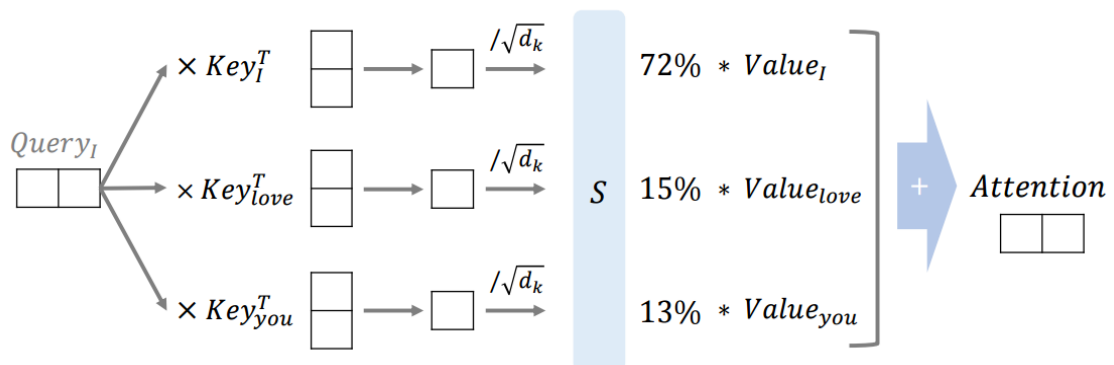 /√d_k
× Key_I^T
72% * Value_I
Query_I
/√d_k
× Key_love^T
S
15% * Value_love
+
Attention
/√d_k
× Key_you^T
13% * Value_you